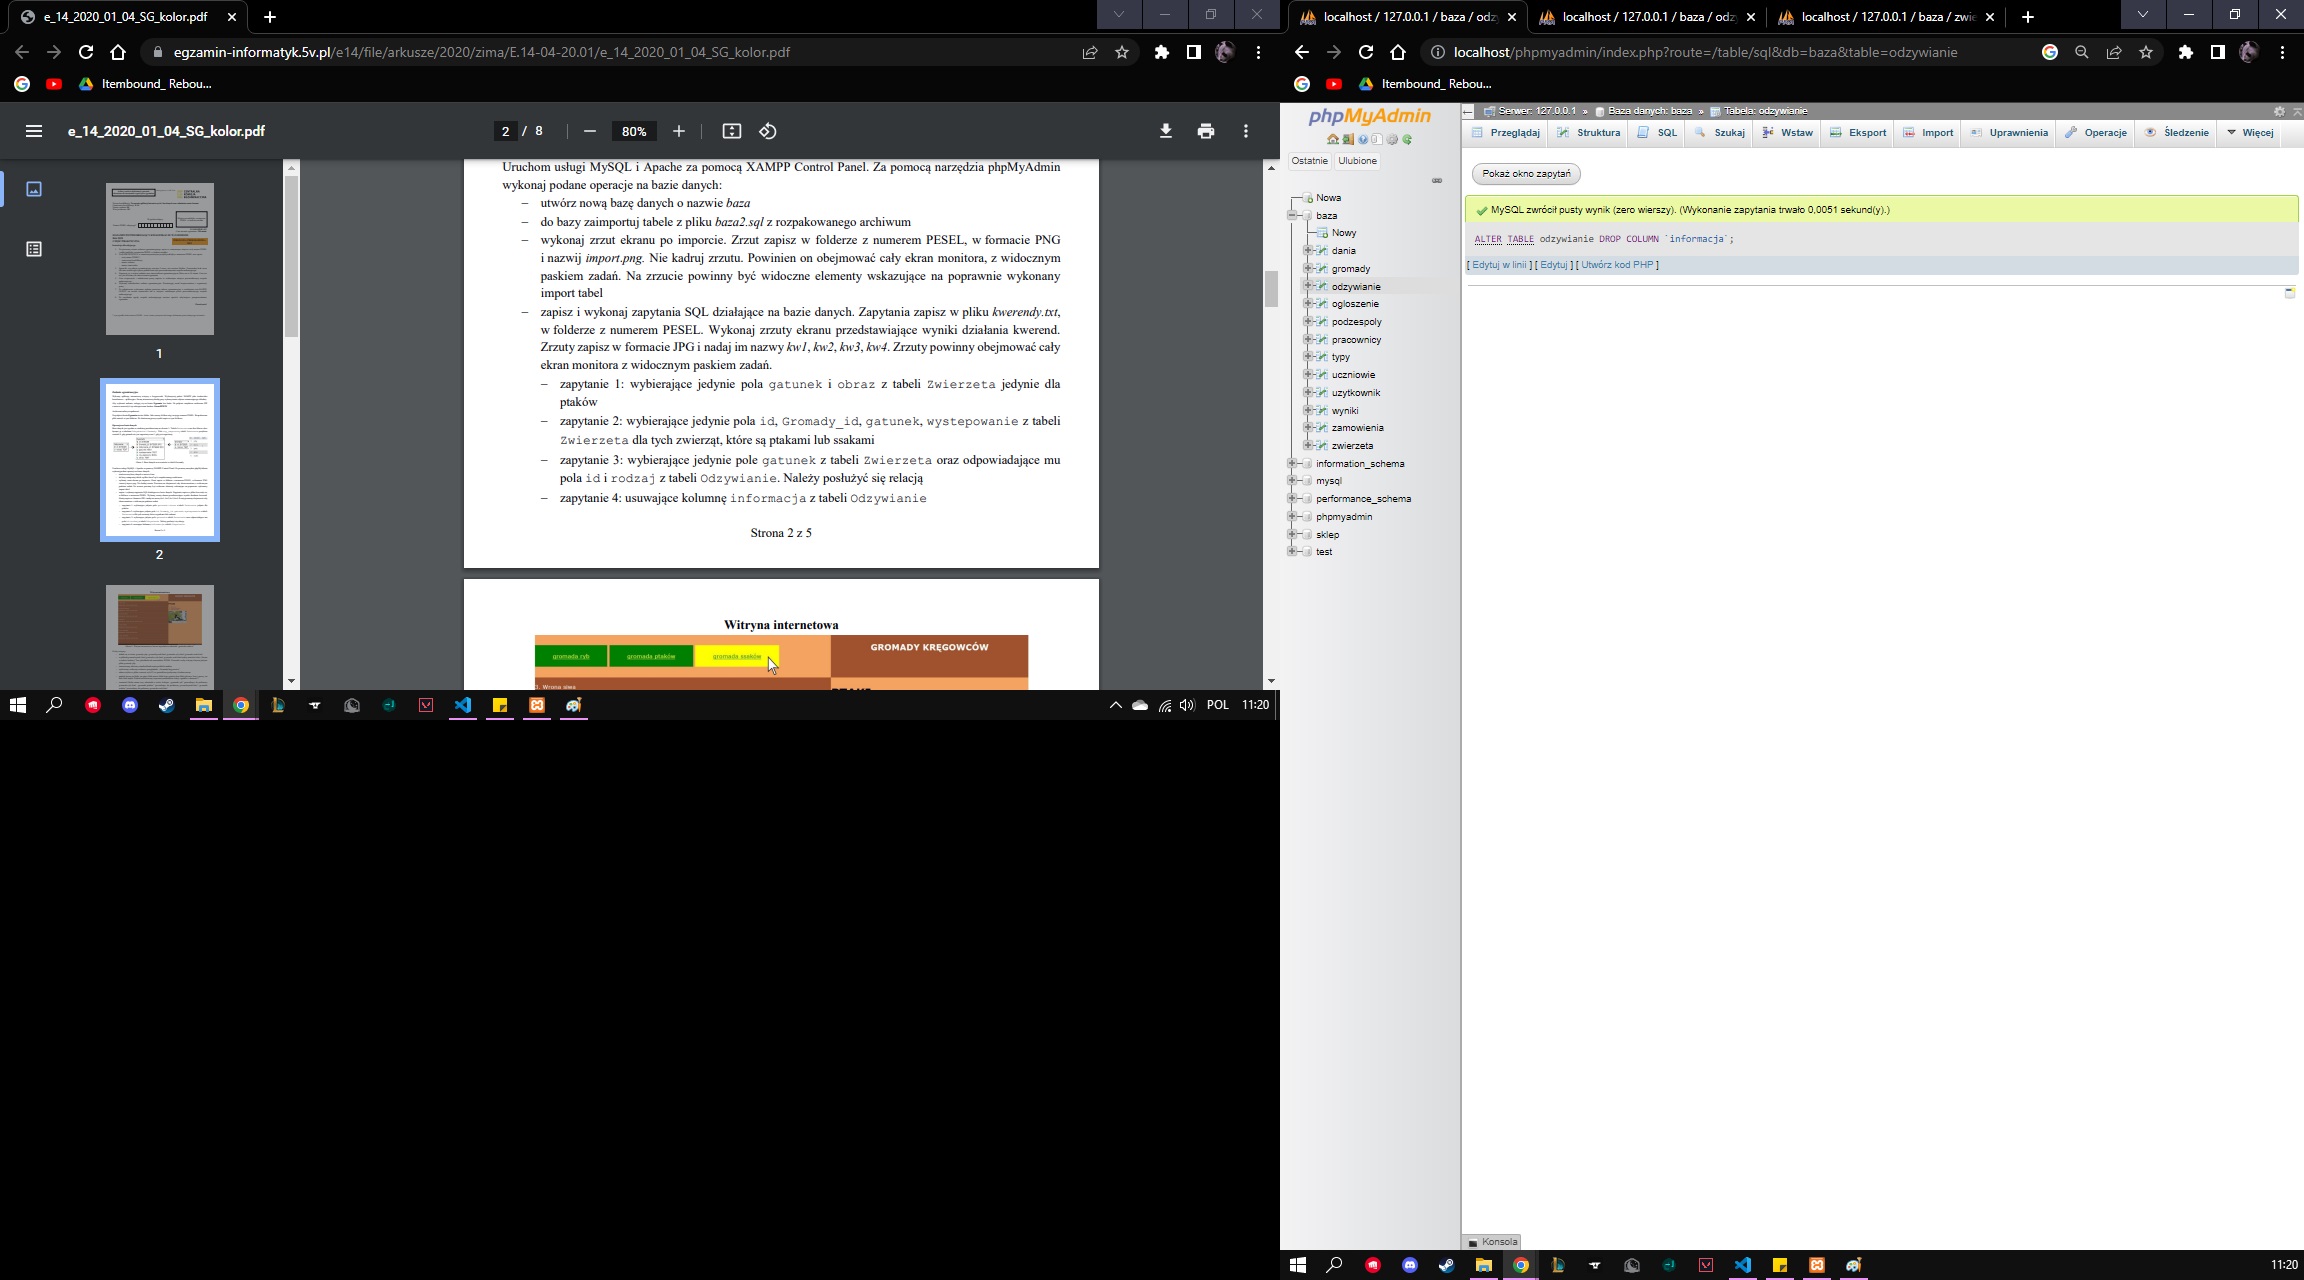 e_14_2020_01_04_SG_kolor.pdf
egzamin-informatyk.5v.pl/e14/file/arkusze/2020/zima/E.14-04-20.01/e_14_2020_01_04_SG_kolor.pdf
Itembound_ Rebou...
e_14_2020_01_04_SG_kolor.pdf
2 / 8
80%
1
2
Uruchom usługi MySQL i Apache za pomocą XAMPP Control Panel. Za pomocą narzędzia phpMyAdmin
wykonaj podane operacje na bazie danych:
– utwórz nową bazę danych o nazwie baza
– do bazy zaimportuj tabele z pliku baza2.sql z rozpakowanego archiwum
– wykonaj zrzut ekranu po imporcie. Zrzut zapisz w folderze z numerem PESEL, w formacie PNG
i nazwij import.png. Nie kadruj zrzutu. Powinien on obejmować cały ekran monitora, z widocznym
paskiem zadań. Na zrzucie powinny być widoczne elementy wskazujące na poprawnie wykonany
import tabel
– zapisz i wykonaj zapytania SQL działające na bazie danych. Zapytania zapisz w pliku kwerendy.txt,
w folderze z numerem PESEL. Wykonaj zrzuty ekranu przedstawiające wyniki działania kwerend.
Zrzuty zapisz w formacie JPG i nadaj im nazwy kw1, kw2, kw3, kw4. Zrzuty powinny obejmować cały
ekran monitora z widocznym paskiem zadań.
– zapytanie 1: wybierające jedynie pola gatunek i obraz z tabeli Zwierzeta jedynie dla
ptaków
– zapytanie 2: wybierające jedynie pola id, Gromady_id, gatunek, wystepowanie z tabeli
Zwierzeta dla tych zwierząt, które są ptakami lub ssakami
– zapytanie 3: wybierające jedynie pole gatunek z tabeli Zwierzeta oraz odpowiadające mu
pola id i rodzaj z tabeli Odzywianie. Należy posłużyć się relacją
– zapytanie 4: usuwające kolumnę informacja z tabeli Odzywianie
Strona 2 z 5
Witryna internetowa
gromada ryb
gromada ptaków
gromada ssaków
GROMADY KRĘGOWCÓW
POL
11:20
localhost / 127.0.0.1 / baza / odzy
localhost / 127.0.0.1 / baza / odzy
localhost / 127.0.0.1 / baza / zwie
localhost/phpmyadmin/index.php?route=/table/sql&db=baza&table=odzywianie
Itembound_ Rebou...
phpMyAdmin
Ostatnie
Ulubione
Nowa
baza
Nowy
dania
gromady
odzywianie
ogloszenie
podzespoly
pracownicy
typy
uczniowie
uzytkownik
wyniki
zamowienia
zwierzeta
information_schema
mysql
performance_schema
phpmyadmin
sklep
test
Serwer: 127.0.0.1 » Baza danych: baza » Tabela: odzywianie
Przeglądaj
Struktura
SQL
Szukaj
Wstaw
Eksport
Import
Uprawnienia
Operacje
Śledzenie
Więcej
Pokaż okno zapytań
MySQL zwrócił pusty wynik (zero wierszy). (Wykonanie zapytania trwało 0,0051 sekund(y).)
ALTER TABLE odzywianie DROP COLUMN `informacja`;
[ Edytuj w linii ] [ Edytuj ] [ Utwórz kod PHP ]
Konsola
11:20